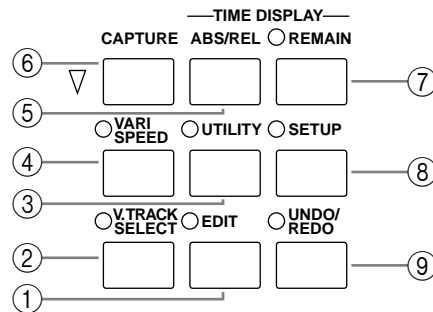 TIME DISPLAY
CAPTURE ABS/REL REMAIN
6 7
5
VARI SPEED UTILITY SETUP
4 8
3
V.TRACK SELECT EDIT UNDO/ REDO
2 9
1